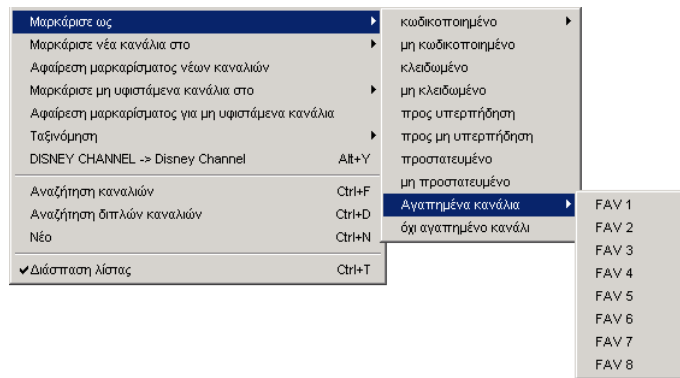 Μαρκάρισε ως
Μαρκάρισε νέα κανάλια στο
Αφαίρεση μαρκαρίσματος νέων καναλιών
Μαρκάρισε μη υφιστάμενα κανάλια στο
Αφαίρεση μαρκαρίσματος για μη υφιστάμενα κανάλια
Ταξινόμηση
DISNEY CHANNEL -> Disney Channel Alt+Y
Αναζήτηση καναλιών Ctrl+F
Αναζήτηση διπλών καναλιών Ctrl+D
Νέο Ctrl+N
✔Διάσπαση λίστας Ctrl+T
κωδικοποιημένο
μη κωδικοποιημένο
κλειδωμένο
μη κλειδωμένο
προς υπερπήδηση
προς μη υπερπήδηση
προστατευμένο
μη προστατευμένο
Αγαπημένα κανάλια
όχι αγαπημένο κανάλι
FAV 1
FAV 2
FAV 3
FAV 4
FAV 5
FAV 6
FAV 7
FAV 8